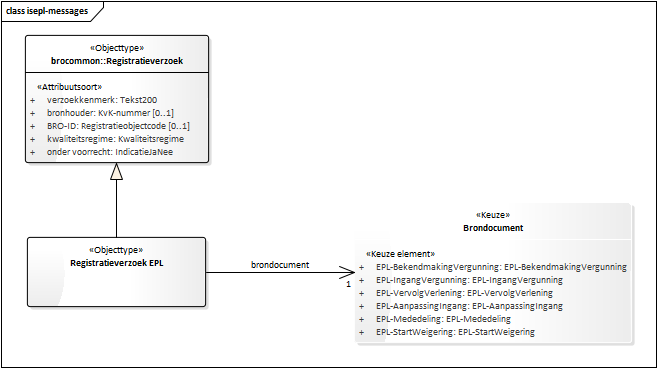 class isepl-messages
«Objecttype»
brocommon::Registratieverzoek
«Attribuutsoort»
+ verzoekkenmerk: Tekst200
+ bronhouder: KvK-nummer [0..1]
+ BRO-ID: Registratieobjectcode [0..1]
+ kwaliteitsregime: Kwaliteitsregime
+ onder voorrecht: IndicatieJaNee
«Objecttype»
Registratieverzoek EPL
brondocument
1
«Keuze»
Brondocument
«Keuze element»
+ EPL-BekendmakingVergunning: EPL-BekendmakingVergunning
+ EPL-IngangVergunning: EPL-IngangVergunning
+ EPL-VervolgVerlening: EPL-VervolgVerlening
+ EPL-AanpassingIngang: EPL-AanpassingIngang
+ EPL-Mededeling: EPL-Mededeling
+ EPL-StartWeigering: EPL-StartWeigering